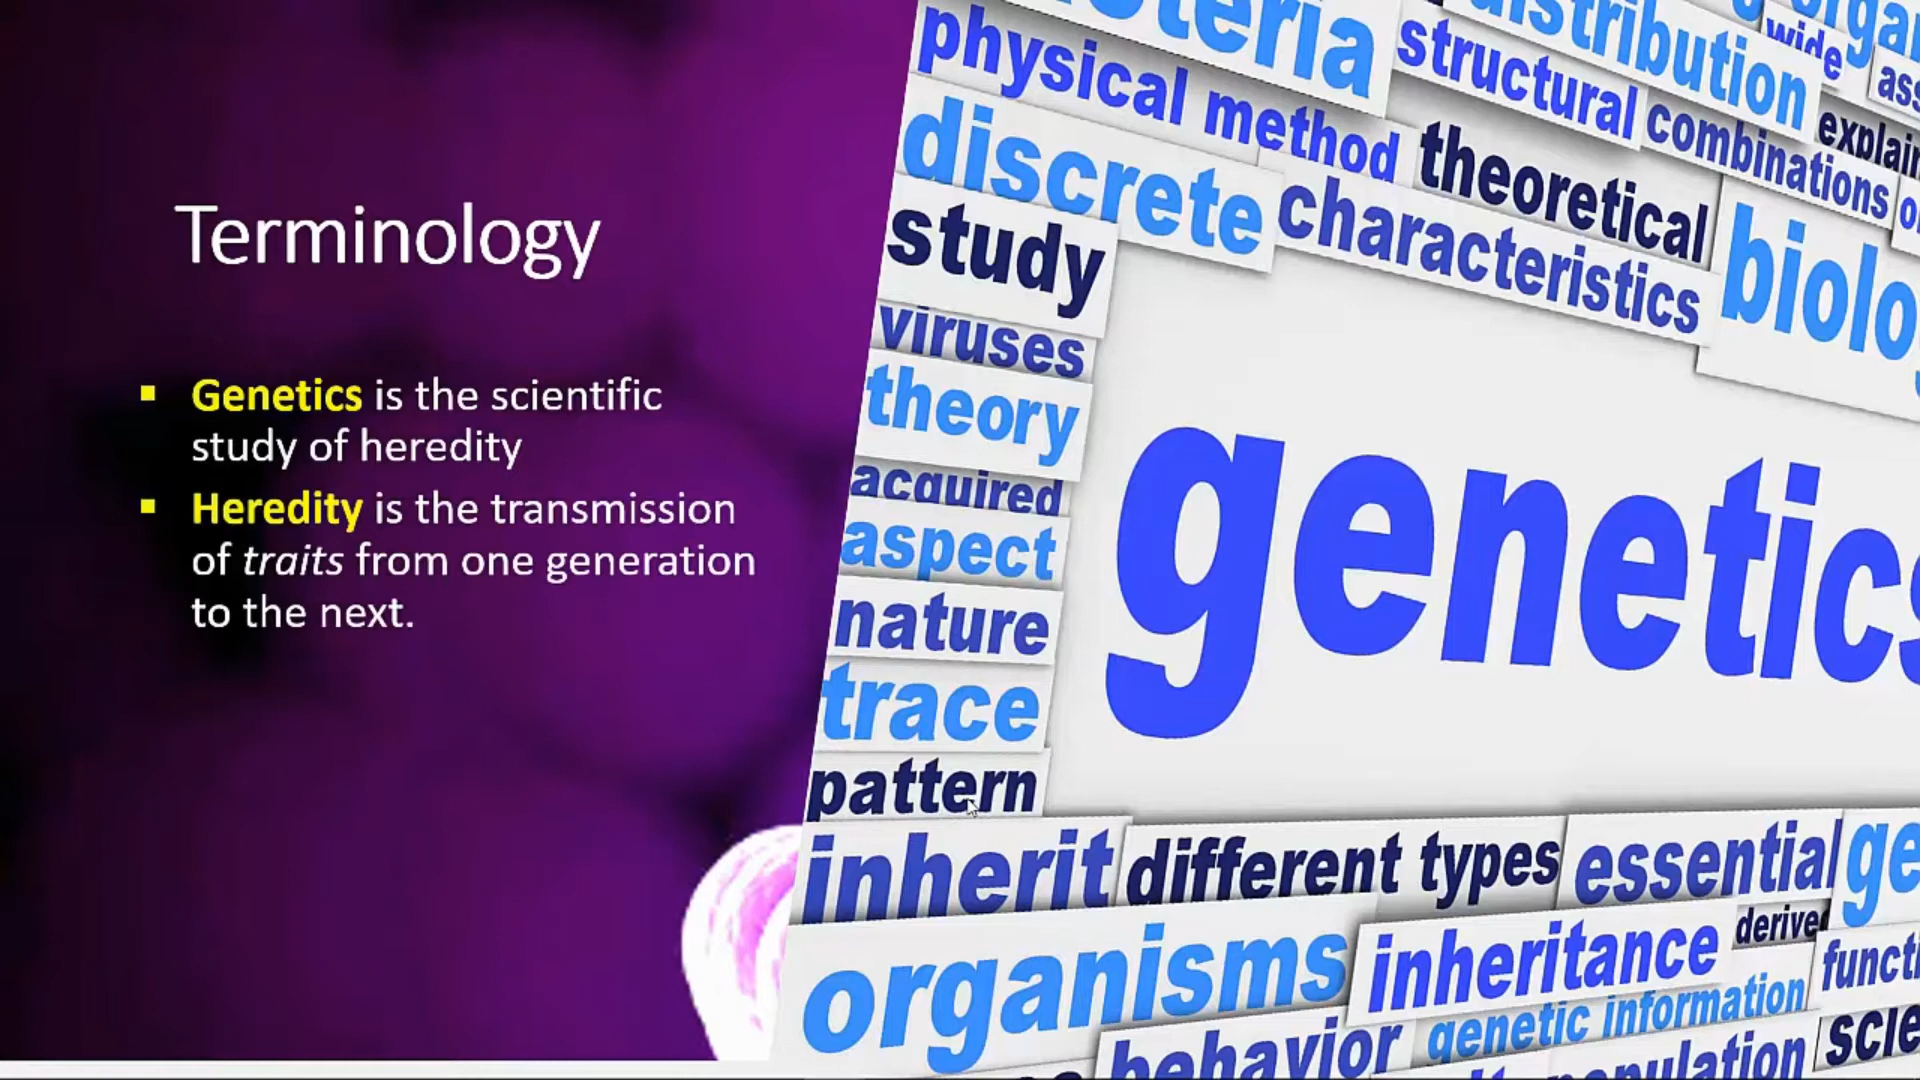 Terminology
Genetics is the scientific
study of heredity
Heredity is the transmission
of traits from one generation
to the next.
physical method
structural
wide
discrete
characteristics
theoretical
combinations
study
viruses
theory
acquired
aspect
nature
trace
pattern
genetics
inherit
different types
essential
organisms
inheritance
genetic information
behavior